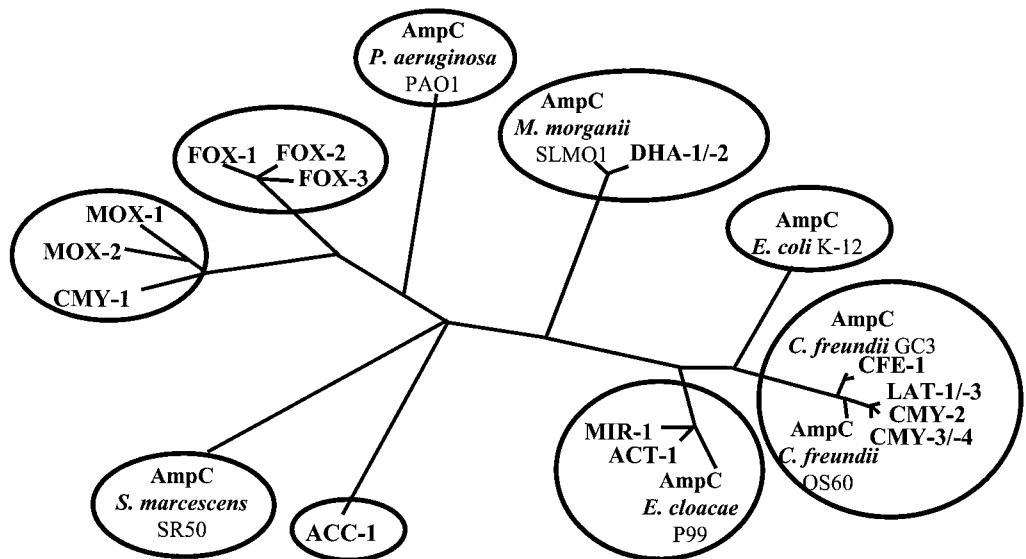 AmpC
P. aeruginosa
PAO1
AmpC
M. morganii
SLMO1
DHA-1/-2
FOX-1
FOX-2
FOX-3
MOX-1
MOX-2
CMY-1
AmpC
E. coli K-12
AmpC
C. freundii GC3
CFE-1
LAT-1/-3
CMY-2
CMY-3/-4
AmpC
C. freundii
OS60
MIR-1
ACT-1
AmpC
E. cloacae
P99
AmpC
S. marcescens
SR50
ACC-1